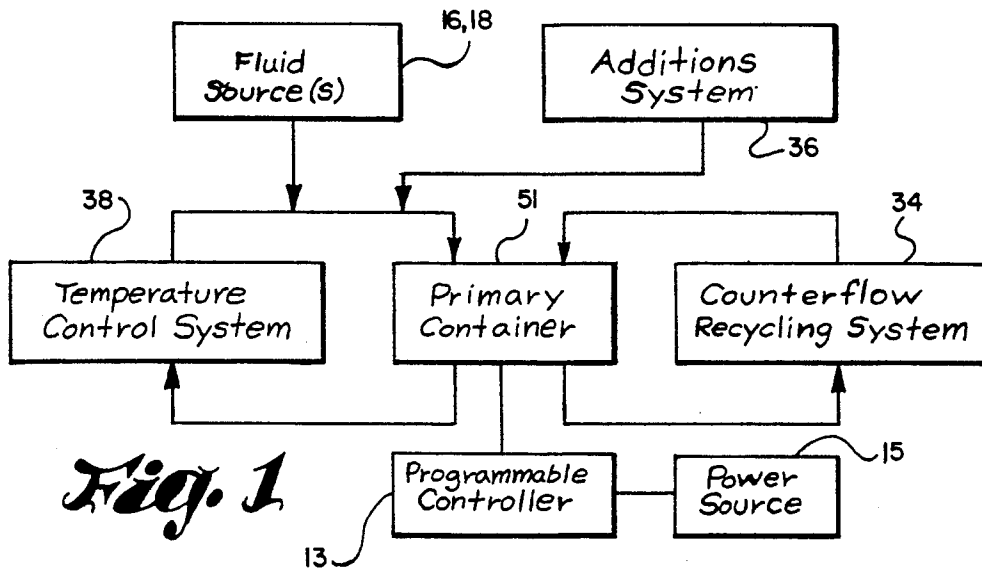 16,18
Fluid
Source(s)
Additions
System
36
38
51
34
Temperature
Control System
Primary
Container
Counterflow
Recycling System
Fig. 1
Programmable
Controller
Power
Source
15
13